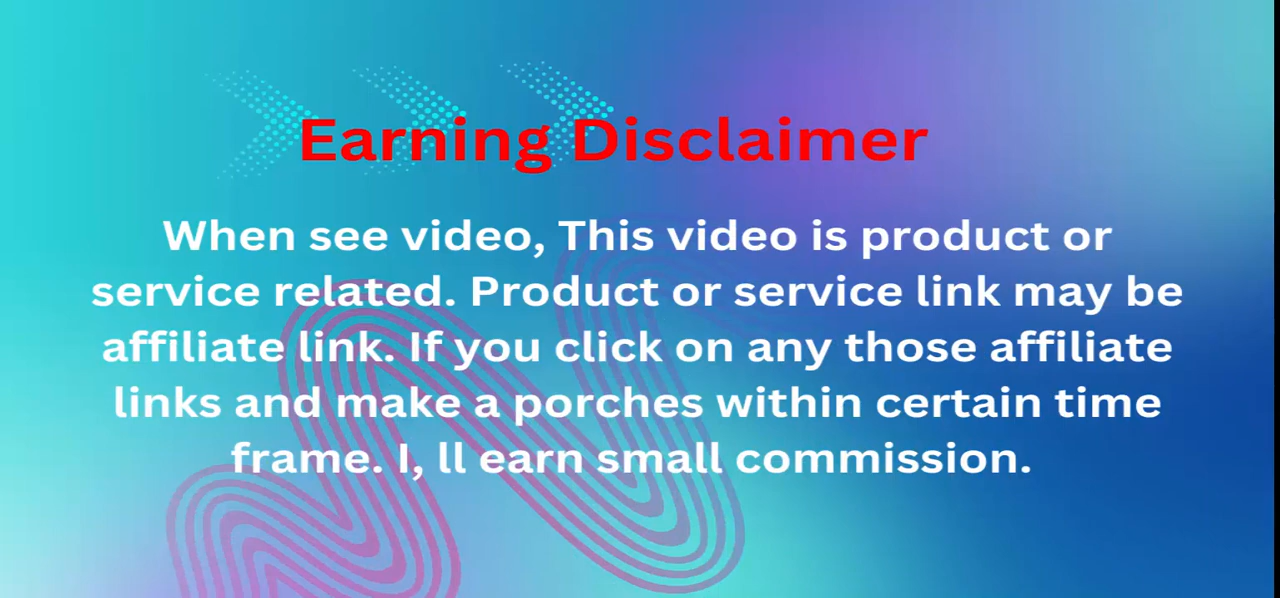 Earning Disclaimer
When see video, This video is product or
service related. Product or service link may be
affiliate link. If you click on any those affiliate
links and make a porches within certain time
frame. I, ll earn small commission.